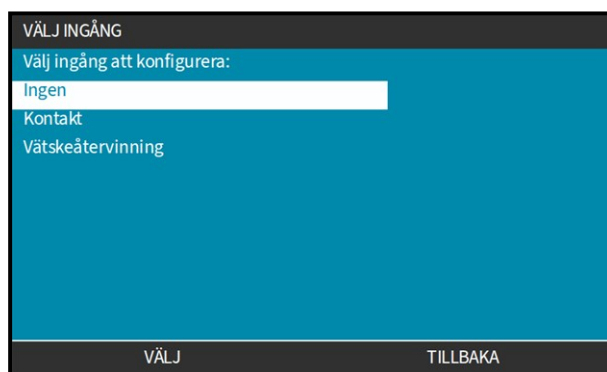 VÄLJ INGÅNG
Välj ingång att konfigurera:
Ingen
Kontakt
Vätskeåtervinning
VÄLJ TILLBAKA